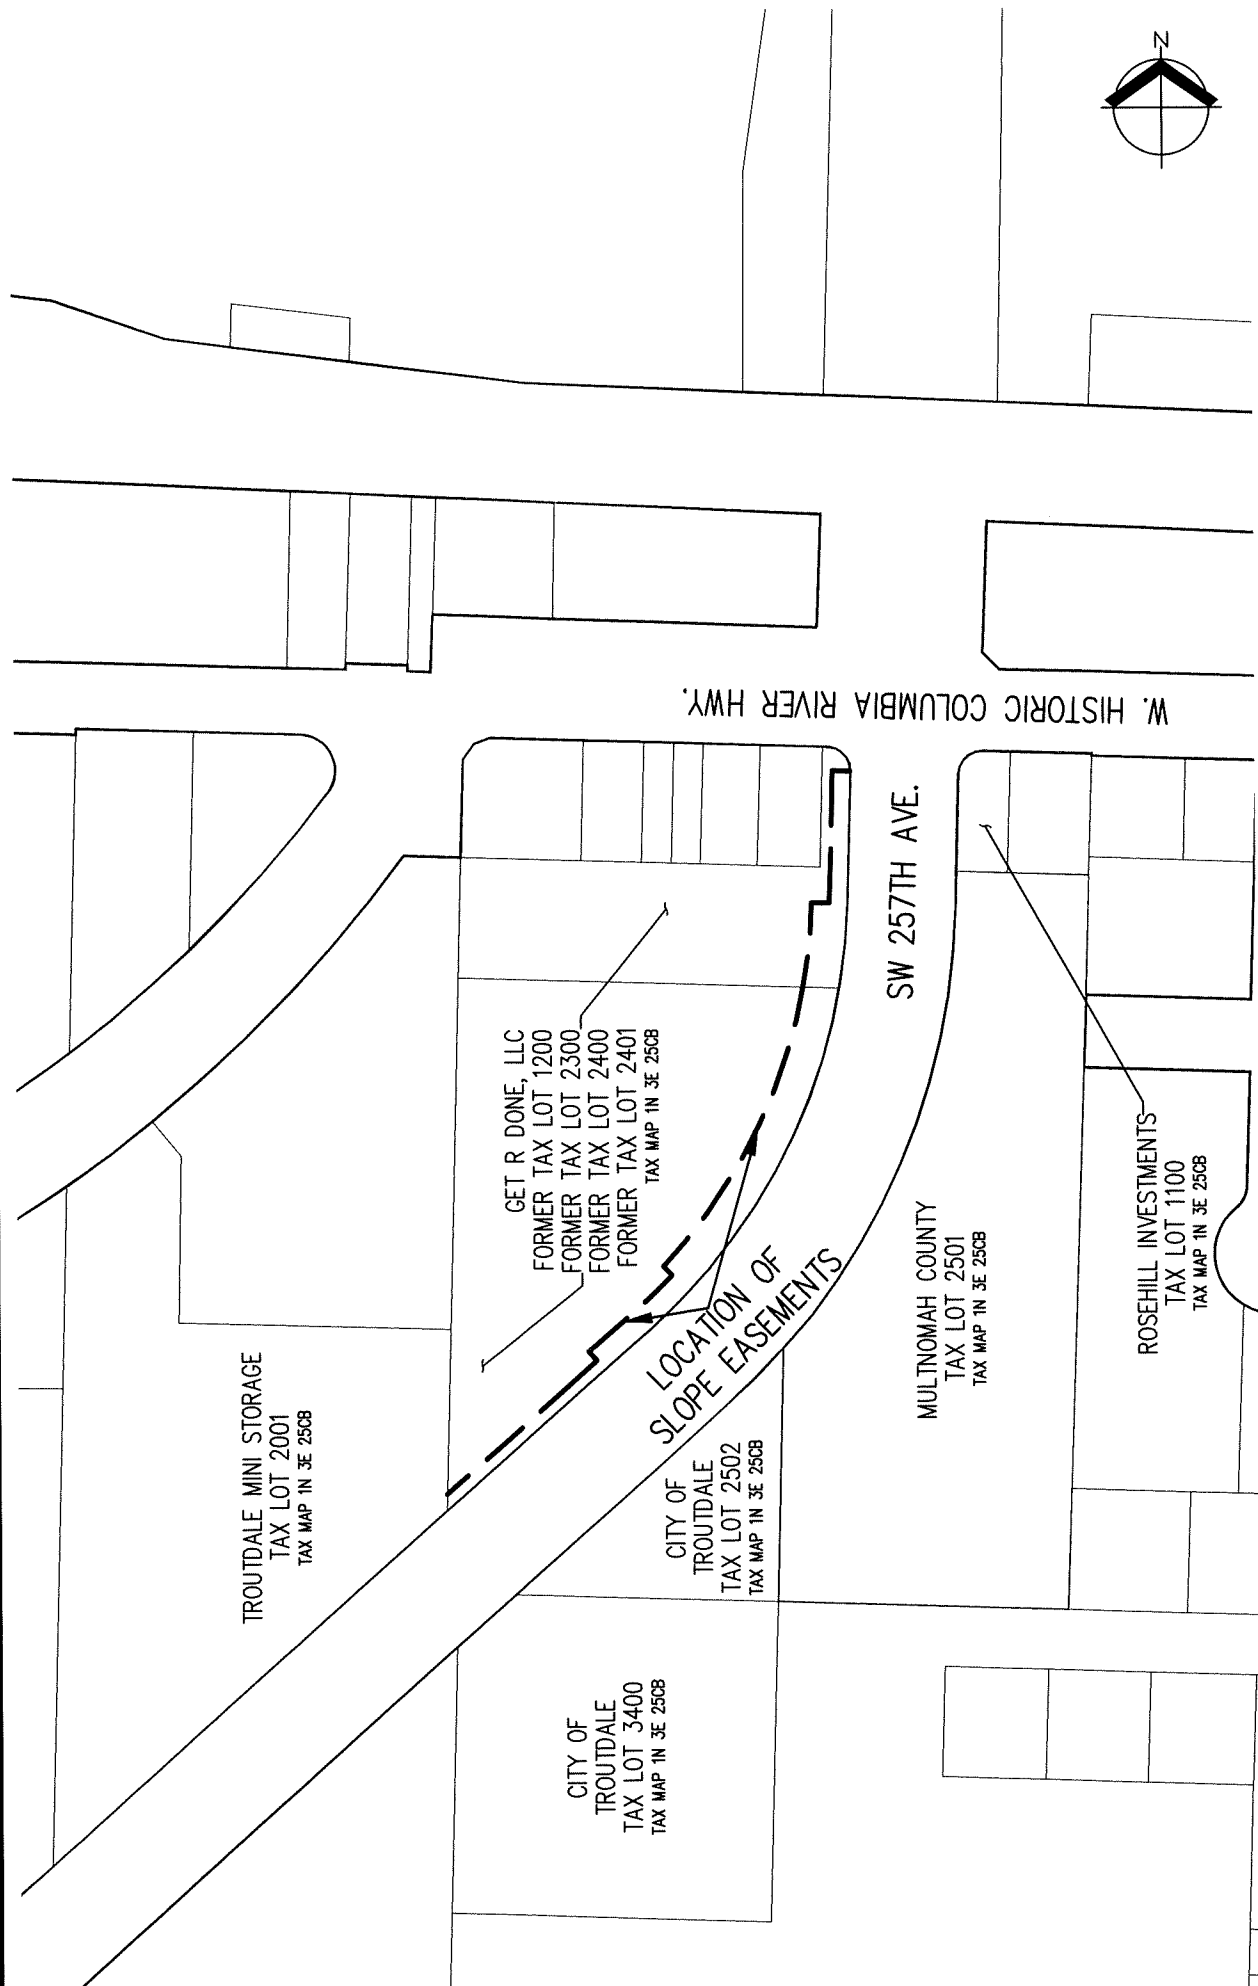 N
W. HISTORIC COLUMBIA RIVER HWY.
SW 257TH AVE.
GET R DONE, LLC
FORMER TAX LOT 1200
FORMER TAX LOT 2300
FORMER TAX LOT 2400
FORMER TAX LOT 2401
TAX MAP 1N 3E 25CB
LOCATION OF
SLOPE EASEMENTS
ROSEHILL INVESTMENTS
TAX LOT 1100
TAX MAP 1N 3E 25CB
MULTNOMAH COUNTY
TAX LOT 2501
TAX MAP 1N 3E 25CB
TROUTDALE MINI STORAGE
TAX LOT 2001
TAX MAP 1N 3E 25CB
CITY OF
TROUTDALE
TAX LOT 2502
TAX MAP 1N 3E 25CB
CITY OF
TROUTDALE
TAX LOT 3400
TAX MAP 1N 3E 25CB